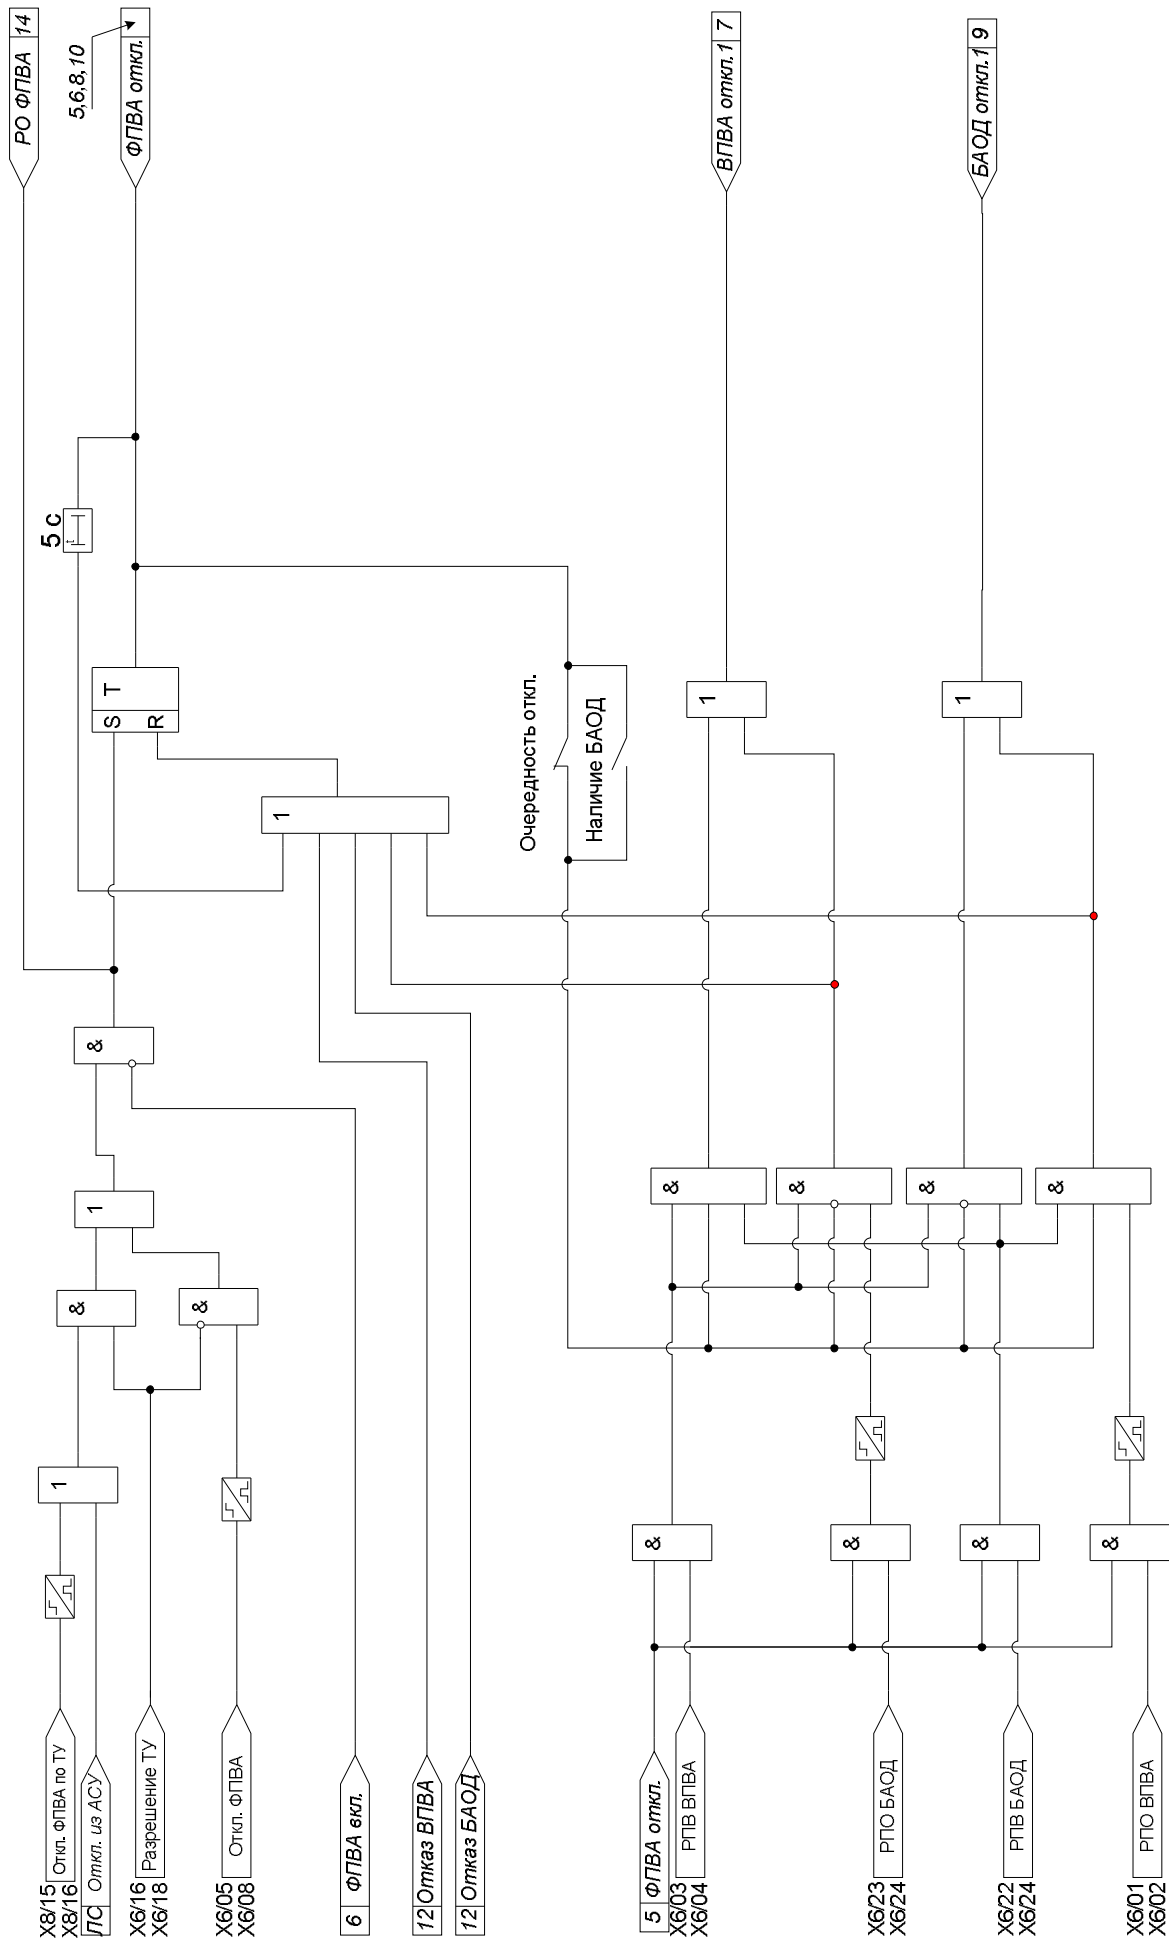 X8/15
X8/16
Откл. ФПВА по ТУ
ЛС Откл. из АСУ
X6/16
X6/18
Разрешение ТУ
X6/05
X6/08
Откл. ФПВА
6 ФПВА вкл.
12 Отказ ВПВА
12 Отказ БАОД
5 ФПВА откл.
X6/03
X6/04
РПВ ВПВА
X6/23
X6/24
РПО БАОД
X6/22
X6/24
РПВ БАОД
X6/01
X6/02
РПО ВПВА
1
&
&
1
&
1
S T
R
5 с
t
&
&
&
&
&
&
&
&
Очередность откл.
Наличие БАОД
1
1
РО ФПВА 14
5,6,8,10
ФПВА откл.
ВПВА откл.1 7
БАОД откл.1 9